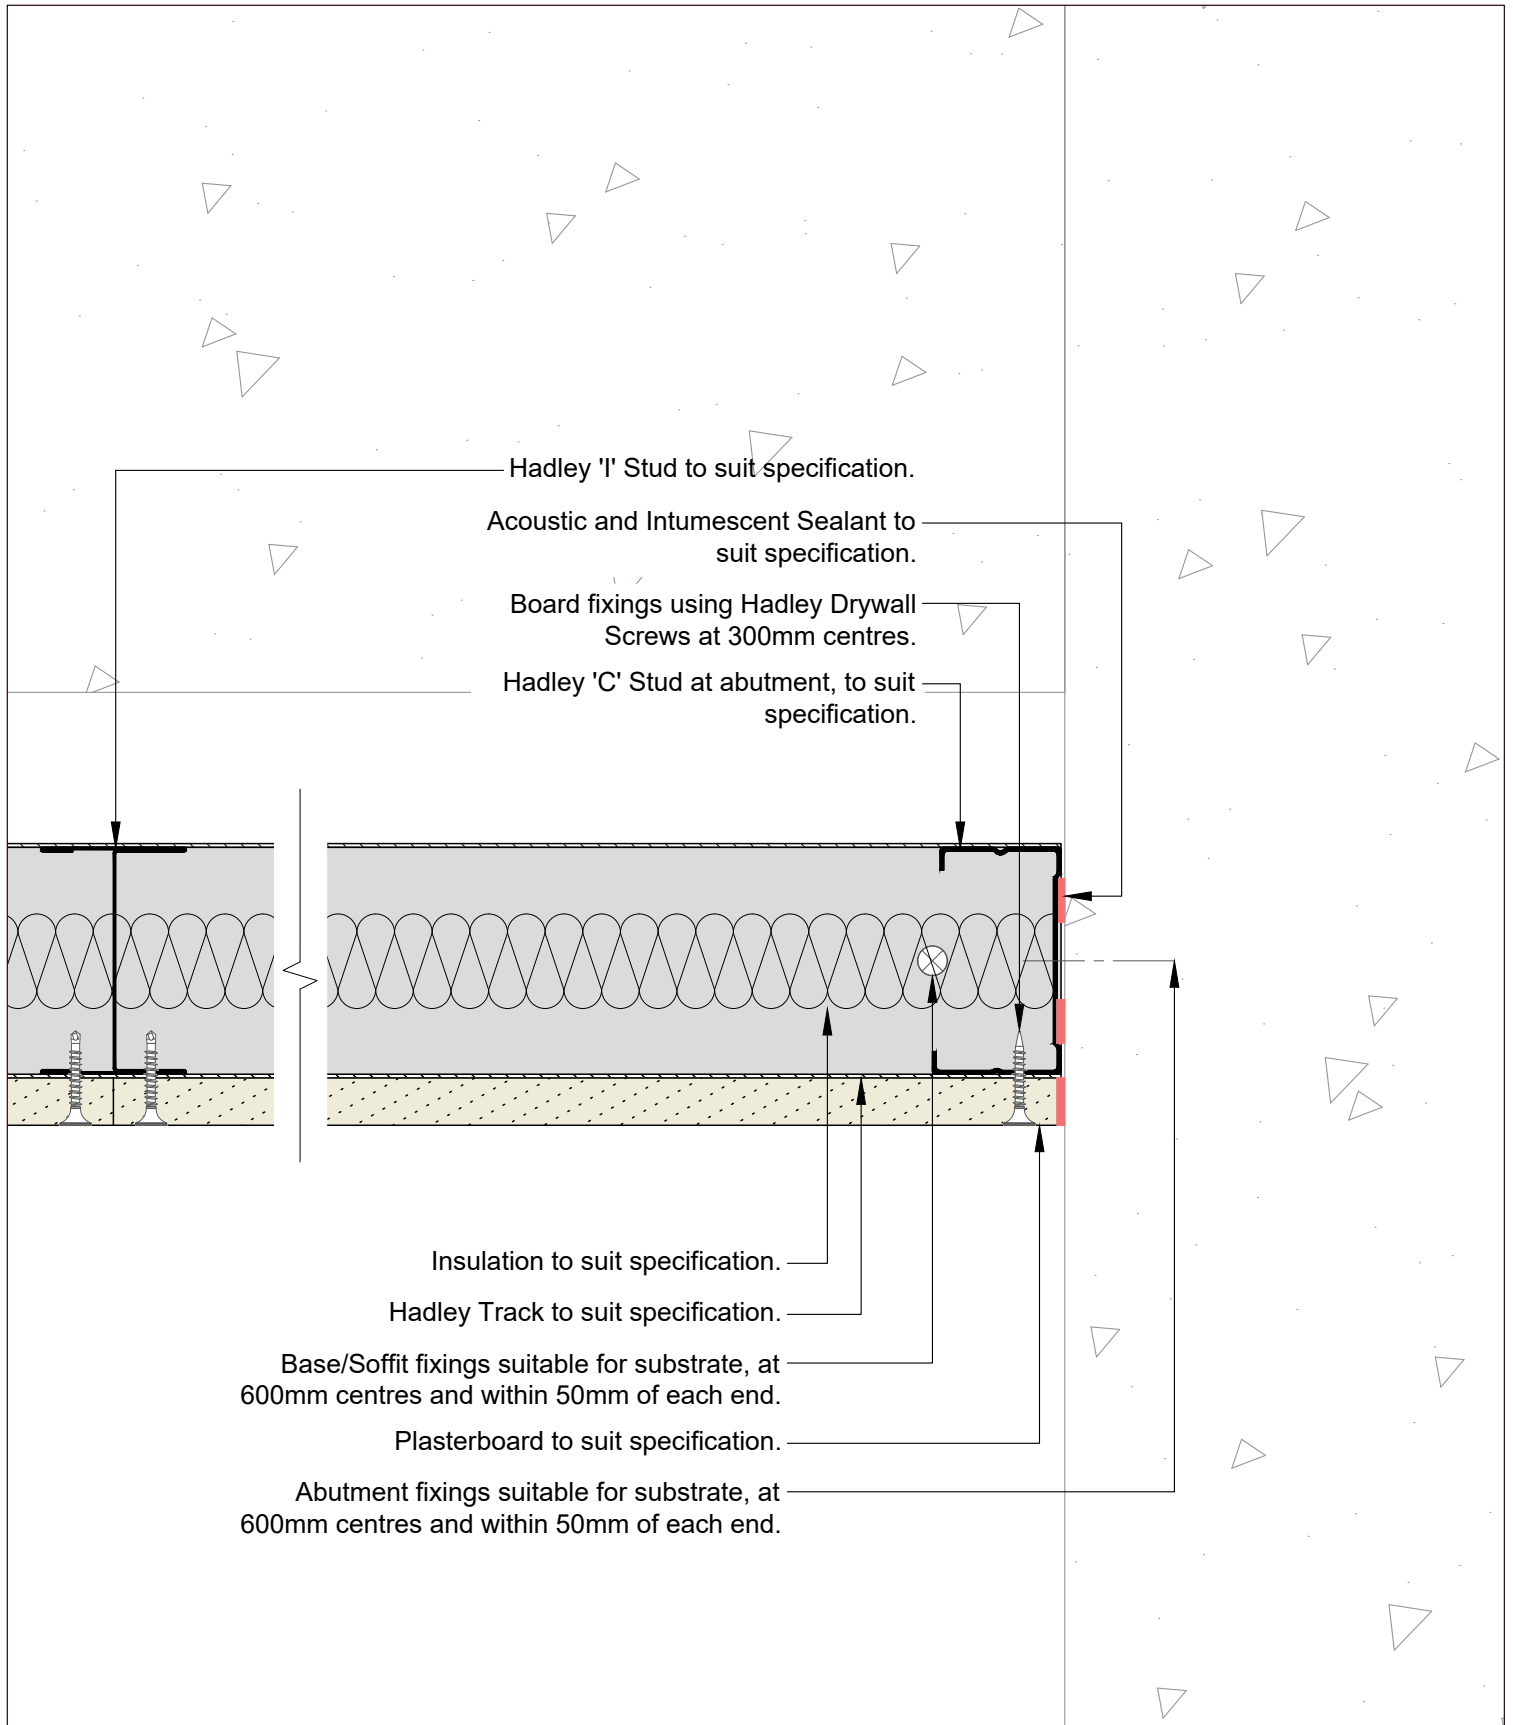 Hadley 'I' Stud to suit specification.
Acoustic and Intumescent Sealant to
suit specification.
Board fixings using Hadley Drywall
Screws at 300mm centres.
Hadley 'C' Stud at abutment, to suit
specification.
Insulation to suit specification.
Hadley Track to suit specification.
Base/Soffit fixings suitable for substrate, at
600mm centres and within 50mm of each end.
Plasterboard to suit specification.
Abutment fixings suitable for substrate, at
600mm centres and within 50mm of each end.